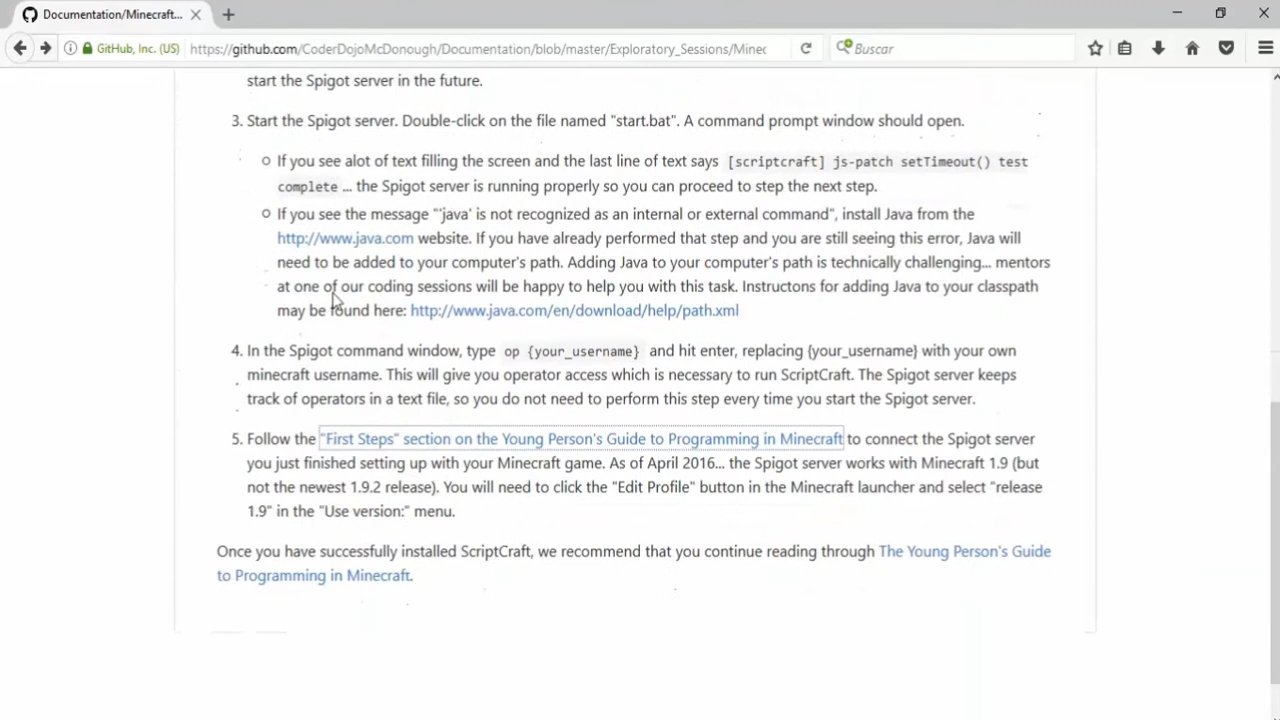 Documentation/Minecraft...
GitHub, Inc. (US)
https://github.com/CoderDojoMcDonough/Documentation/blob/master/Exploratory_Sessions/Minec
Buscar
start the Spigot server in the future.
3. Start the Spigot server. Double-click on the file named "start.bat". A command prompt window should open.
If you see alot of text filling the screen and the last line of text says [scriptcraft] js-patch setTimeout() test
complete ... the Spigot server is running properly so you can proceed to step the next step.
If you see the message "'java' is not recognized as an internal or external command", install Java from the
http://www.java.com website. If you have already performed that step and you are still seeing this error, Java will
need to be added to your computer's path. Adding Java to your computer's path is technically challenging... mentors
at one of our coding sessions will be happy to help you with this task. Instructons for adding Java to your classpath
may be found here: http://www.java.com/en/download/help/path.xml
4. In the Spigot command window, type op {your_username} and hit enter, replacing {your_username} with your own
minecraft username. This will give you operator access which is necessary to run ScriptCraft. The Spigot server keeps
track of operators in a text file, so you do not need to perform this step every time you start the Spigot server.
5. Follow the "First Steps" section on the Young Person's Guide to Programming in Minecraft to connect the Spigot server
you just finished setting up with your Minecraft game. As of April 2016... the Spigot server works with Minecraft 1.9 (but
not the newest 1.9.2 release). You will need to click the "Edit Profile" button in the Minecraft launcher and select "release
1.9" in the "Use version:" menu.
Once you have successfully installed ScriptCraft, we recommend that you continue reading through The Young Person's Guide
to Programming in Minecraft.